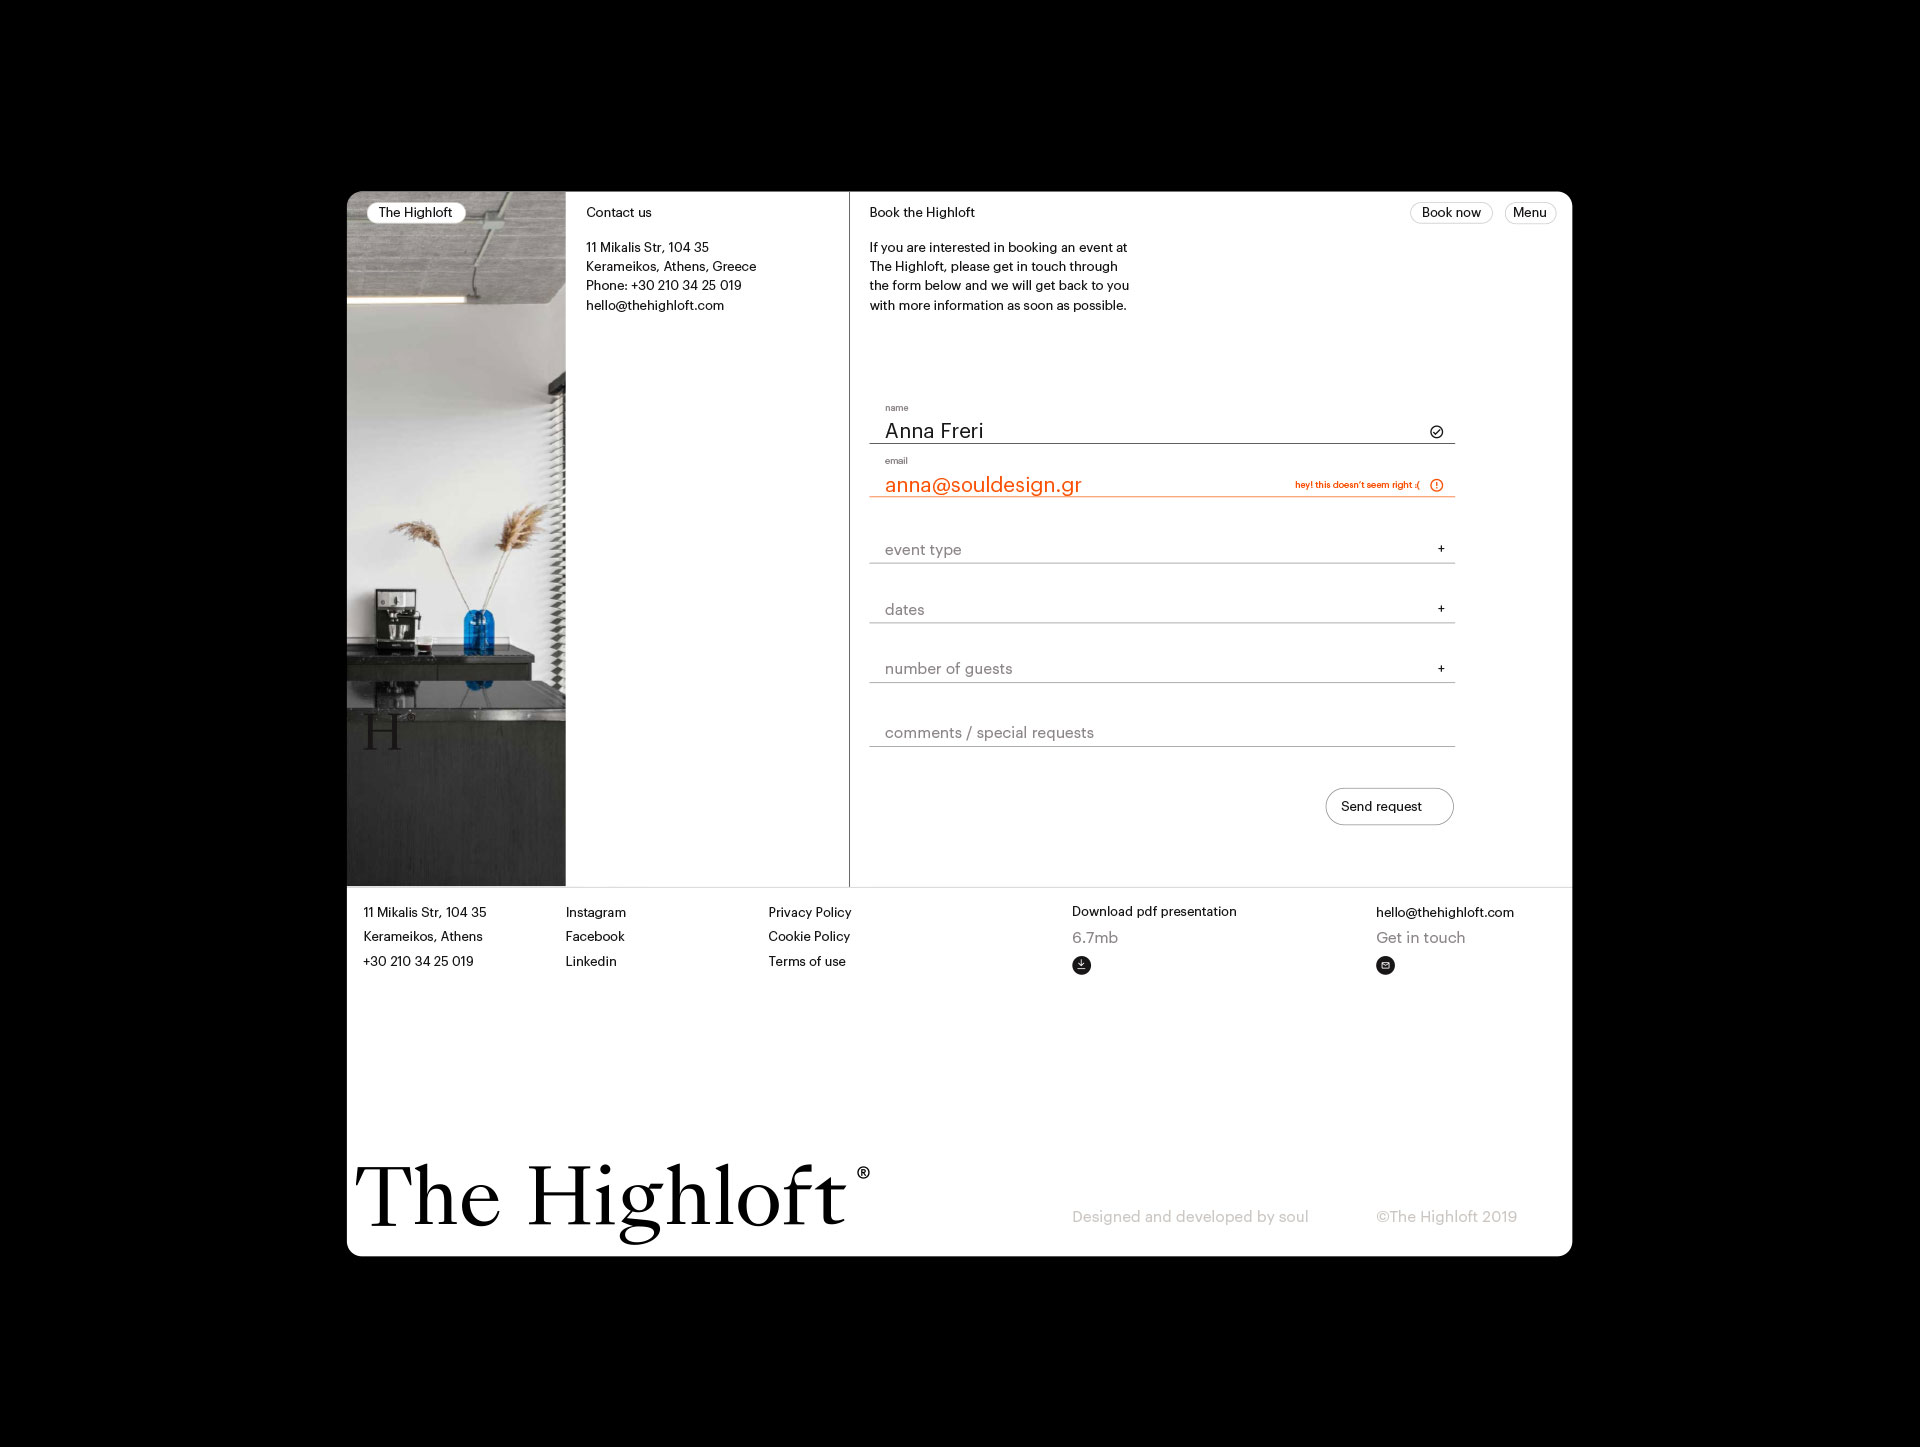 The Highloft
Contact us
11 Mikalis Str, 104 35
Kerameikos, Athens, Greece
Phone: +30 210 34 25 019
hello@thehighloft.com
Book the Highloft
If you are interested in booking an event at
The Highloft, please get in touch through
the form below and we will get back to you
with more information as soon as possible.
Book now
Menu
name
Anna Freri
email
anna@souldesign.gr
hey! this doesn't seem right :(
event type
+
dates
+
number of guests
+
comments / special requests
Send request
H®
11 Mikalis Str, 104 35
Kerameikos, Athens
+30 210 34 25 019
Instagram
Facebook
Linkedin
Privacy Policy
Cookie Policy
Terms of use
Download pdf presentation
6.7mb
hello@thehighloft.com
Get in touch
The Highloft®
Designed and developed by soul
©The Highloft 2019